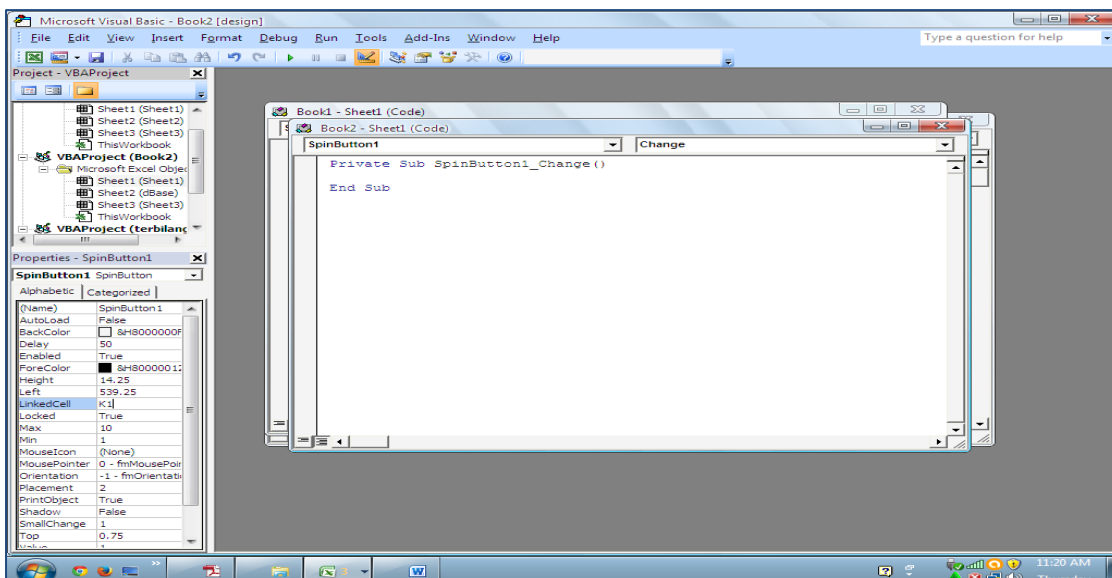 Microsoft Visual Basic - Book2 [design]
File Edit View Insert Format Debug Run Tools Add-Ins Window Help
Type a question for help
Project - VBAProject
Sheet1 (Sheet1)
Sheet2 (Sheet2)
Sheet3 (Sheet3)
ThisWorkbook
VBAProject (Book2)
Microsoft Excel Objec
Sheet1 (Sheet1)
Sheet2 (dBase)
Sheet3 (Sheet3)
ThisWorkbook
VBAProject (terbilang
Properties - SpinButton1
SpinButton1 SpinButton
Alphabetic Categorized
(Name) SpinButton1
AutoLoad False
BackColor &H8000000F
Delay 50
Enabled True
ForeColor &H80000012
Height 14.25
Left 539.25
LinkedCell K1
Locked True
Max 10
Min 1
MouseIcon (None)
MousePointer 0 - fmMousePoin
Orientation -1 - fmOrientati
Placement 2
PrintObject True
Shadow False
SmallChange 1
Top 0.75
Value 1
Book1 - Sheet1 (Code)
Book2 - Sheet1 (Code)
SpinButton1 Change
Private Sub SpinButton1_Change()
End Sub
3
11:20 AM